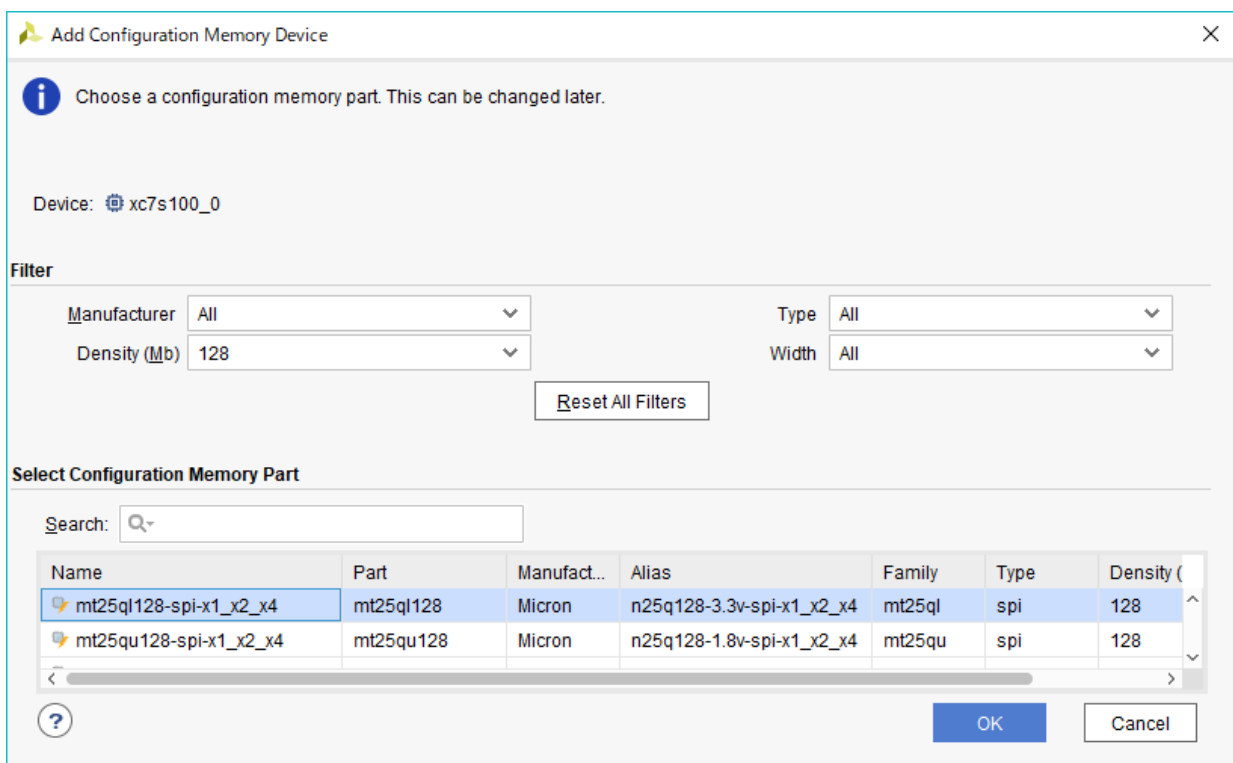 Add Configuration Memory Device
Choose a configuration memory part. This can be changed later.
Device: xc7s100_0
Filter
Manufacturer All Type All
Density (Mb) 128 Width All
Reset All Filters
Select Configuration Memory Part
Search:
Name Part Manufact... Alias Family Type Density (
mt25ql128-spi-x1_x2_x4 mt25ql128 Micron n25q128-3.3v-spi-x1_x2_x4 mt25ql spi 128
mt25qu128-spi-x1_x2_x4 mt25qu128 Micron n25q128-1.8v-spi-x1_x2_x4 mt25qu spi 128
? OK Cancel